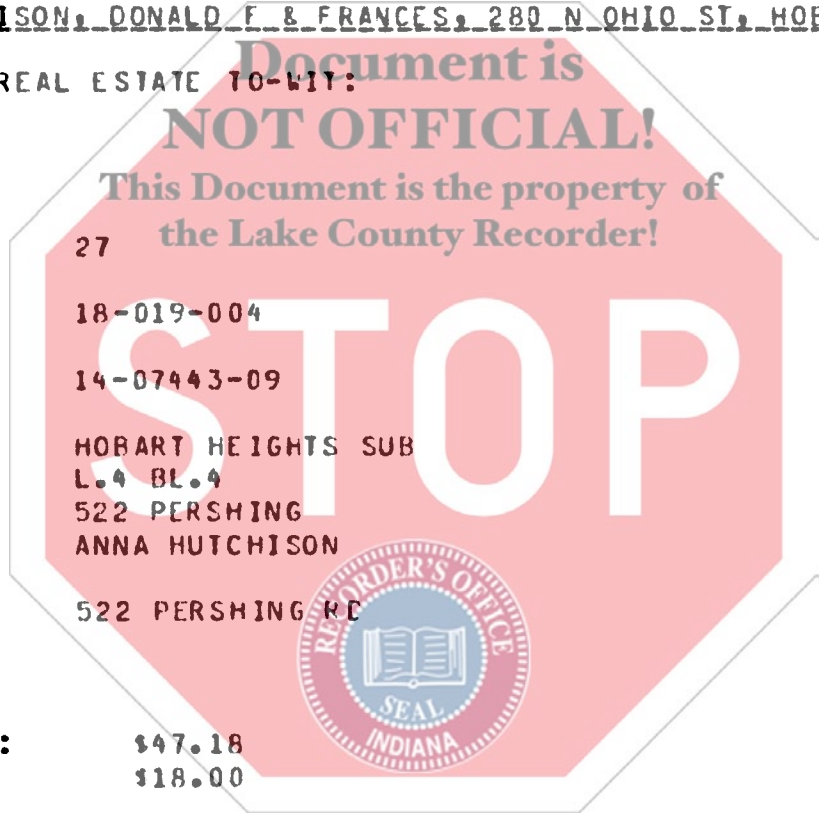 ISON, DONALD F & FRANCES, 280 N OHIO ST, HOB
Document is
REAL ESTATE TO-WIT:
NOT OFFICIAL!
This Document is the property of
the Lake County Recorder!
27
STOP
18-019-004
14-07443-09
HOBART HEIGHTS SUB
L.4 BL.4
522 PERSHING
ANNA HUTCHISON
522 PERSHING RD
RECORDER'S OFFICE
SEAL
INDIANA
: $47.18
$18.00